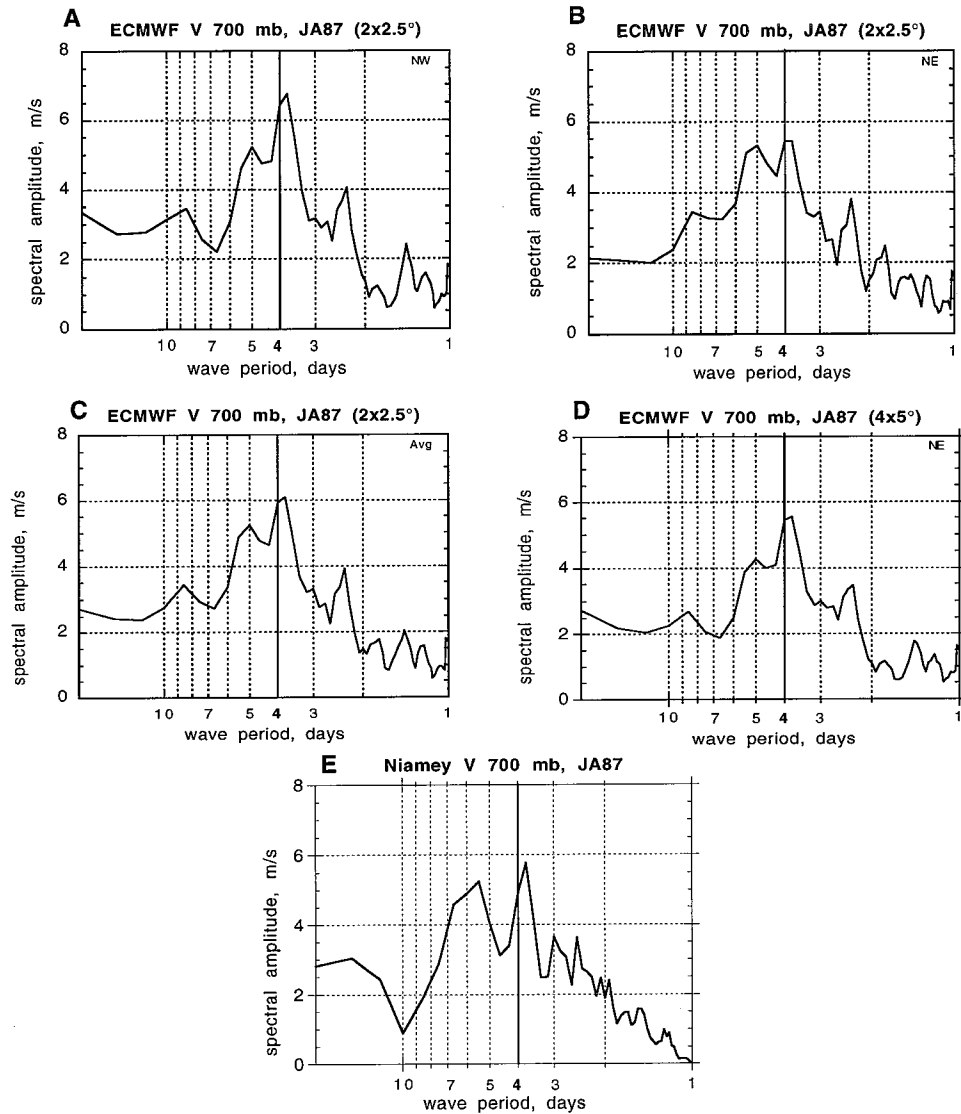 A
ECMWF V 700 mb, JA87 (2x2.5°)
NW
spectral amplitude, m/s
8
6
4
2
0
10 7 5 4 3 1
wave period, days
B
ECMWF V 700 mb, JA87 (2x2.5°)
NE
spectral amplitude, m/s
8
6
4
2
0
10 7 5 4 3 1
wave period, days
C
ECMWF V 700 mb, JA87 (2x2.5°)
Avg
spectral amplitude, m/s
8
6
4
2
0
10 7 5 4 3 1
wave period, days
D
ECMWF V 700 mb, JA87 (4x5°)
NE
spectral amplitude, m/s
8
6
4
2
0
10 7 5 4 3 1
wave period, days
E
Niamey V 700 mb, JA87
spectral amplitude, m/s
8
6
4
2
0
10 7 5 4 3 1
wave period, days